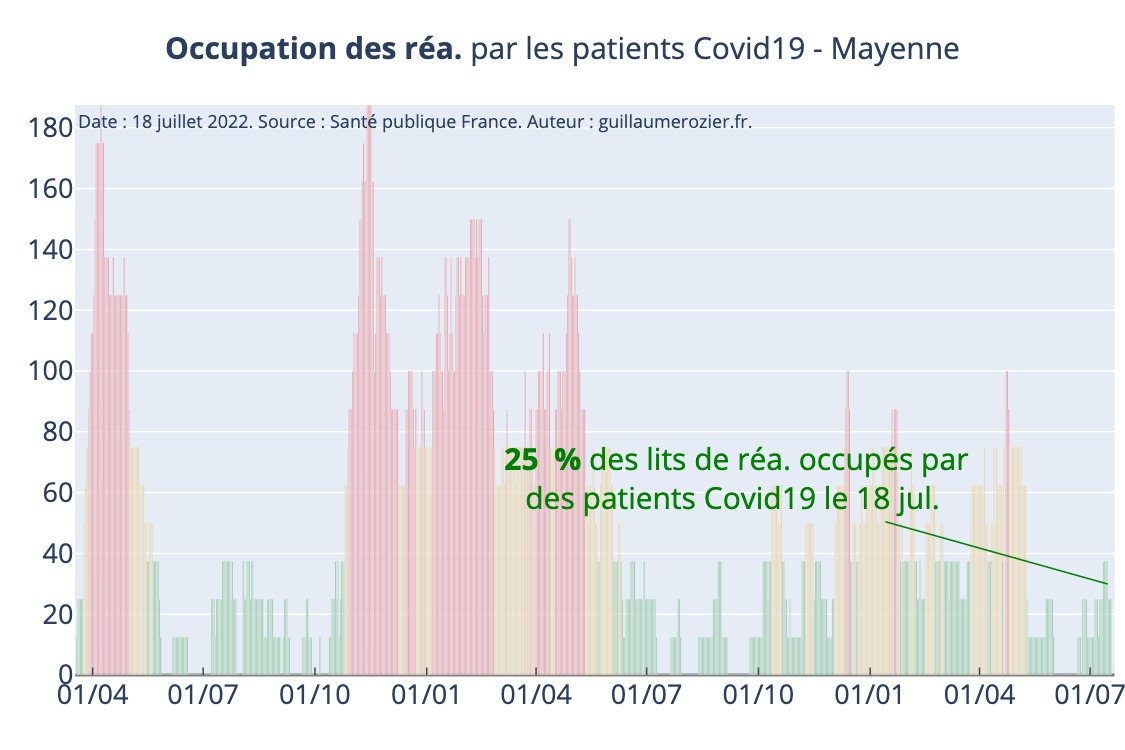 Occupation des réa. par les patients Covid19 - Mayenne
Date : 18 juillet 2022. Source : Santé publique France. Auteur : guillaumerozier.fr.
180
160
140
120
100
80
60
40
20
0
25 % des lits de réa. occupés par
des patients Covid19 le 18 jul.
01/04 01/07 01/10 01/01 01/04 01/07 01/10 01/01 01/04 01/07